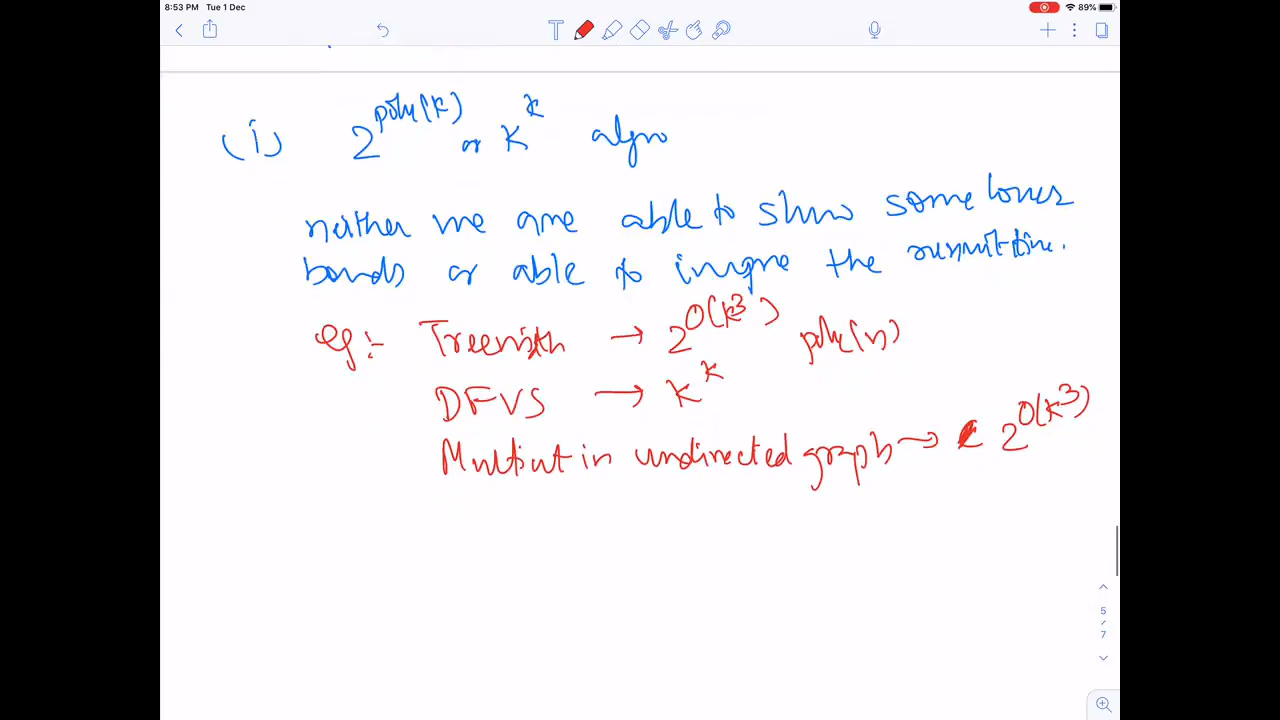 8:53 PM Tue 1 Dec
89%
(i) 2^poly(k) or k^k algo
neither we are able to show some lower
bonds or able to improve the runnit time.
Eg:- Treewidth → 2^O(k^3) poly(n)
DFVS → k^k
Multicut in undirected graph → 2^O(k^3)
5
/
7